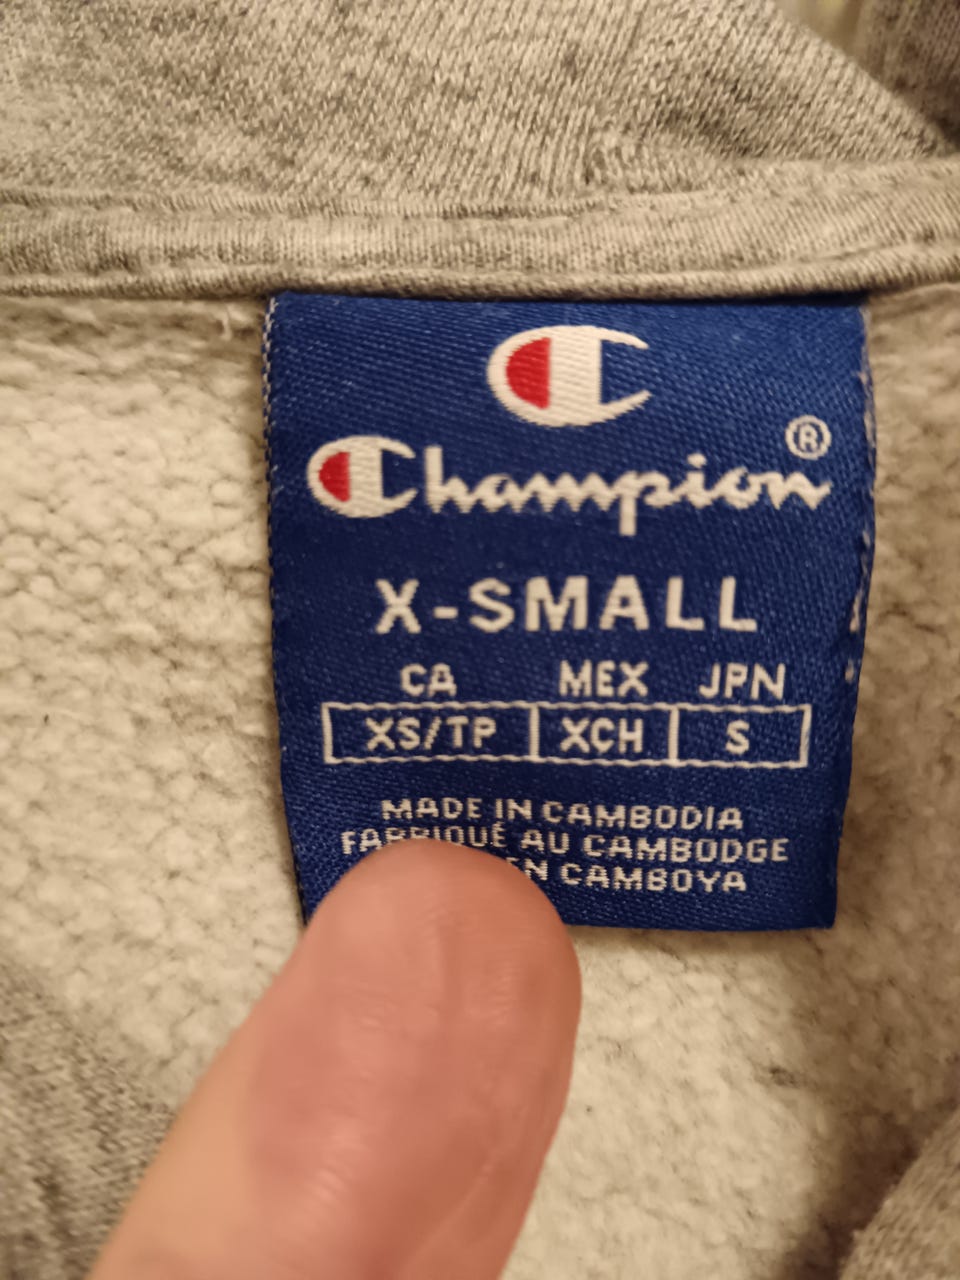 Champion®
X-SMALL
CA MEX JPN
XS/TP XCH S
MADE IN CAMBODIA
FABRIQUÉ AU CAMBODGE
EN CAMBOYA